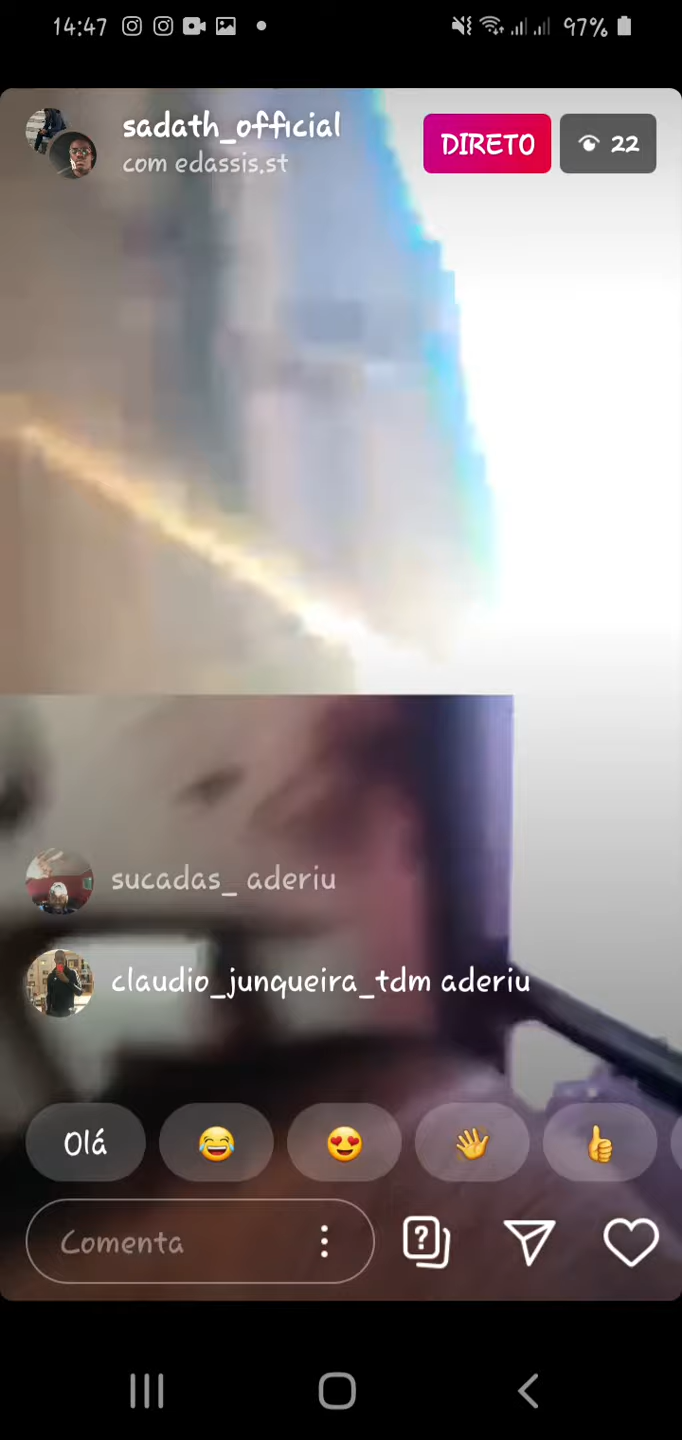 14:47
97%
sadath_official
com edassis.st
DIRETO
22
sucadas_ aderiu
claudio_junqueira_tdm aderiu
Olá
Comenta